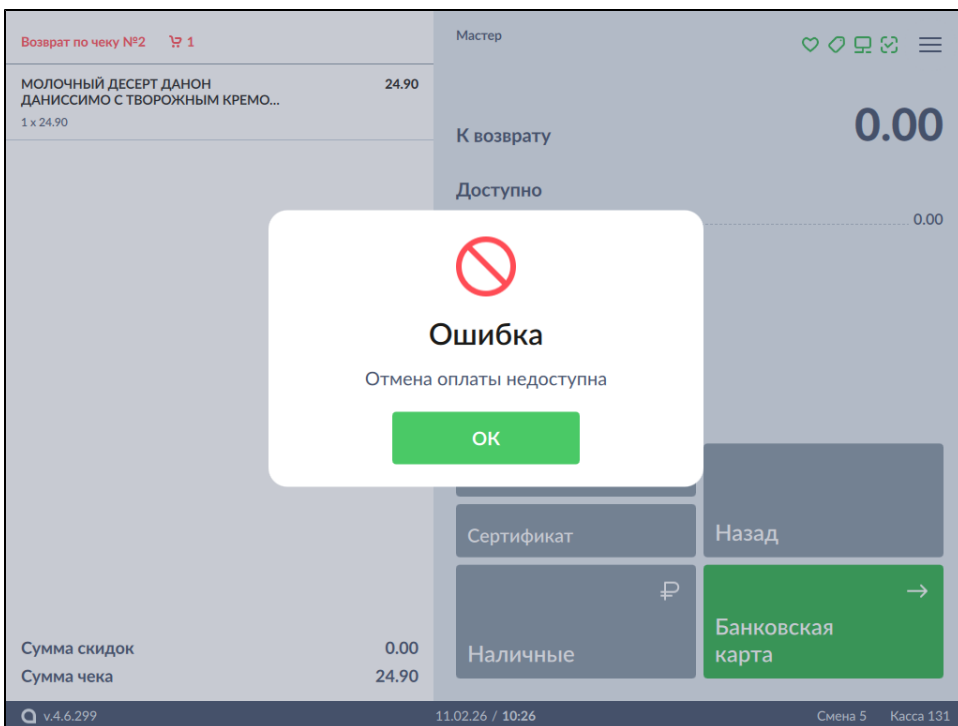 Возврат по чеку №2 1
МОЛОЧНЫЙ ДЕСЕРТ ДАНОН 24.90
ДАНИССИМО С ТВОРОЖНЫМ КРЕМО...
1 x 24.90
Сумма скидок 0.00
Сумма чека 24.90
Мастер
К возврату 0.00
Доступно
0.00
Ошибка
Отмена оплаты недоступна
ОК
Сертификат
Назад
Наличные
₽
Банковская
карта
v.4.6.299
11.02.26 / 10:26
Смена 5 Касса 131